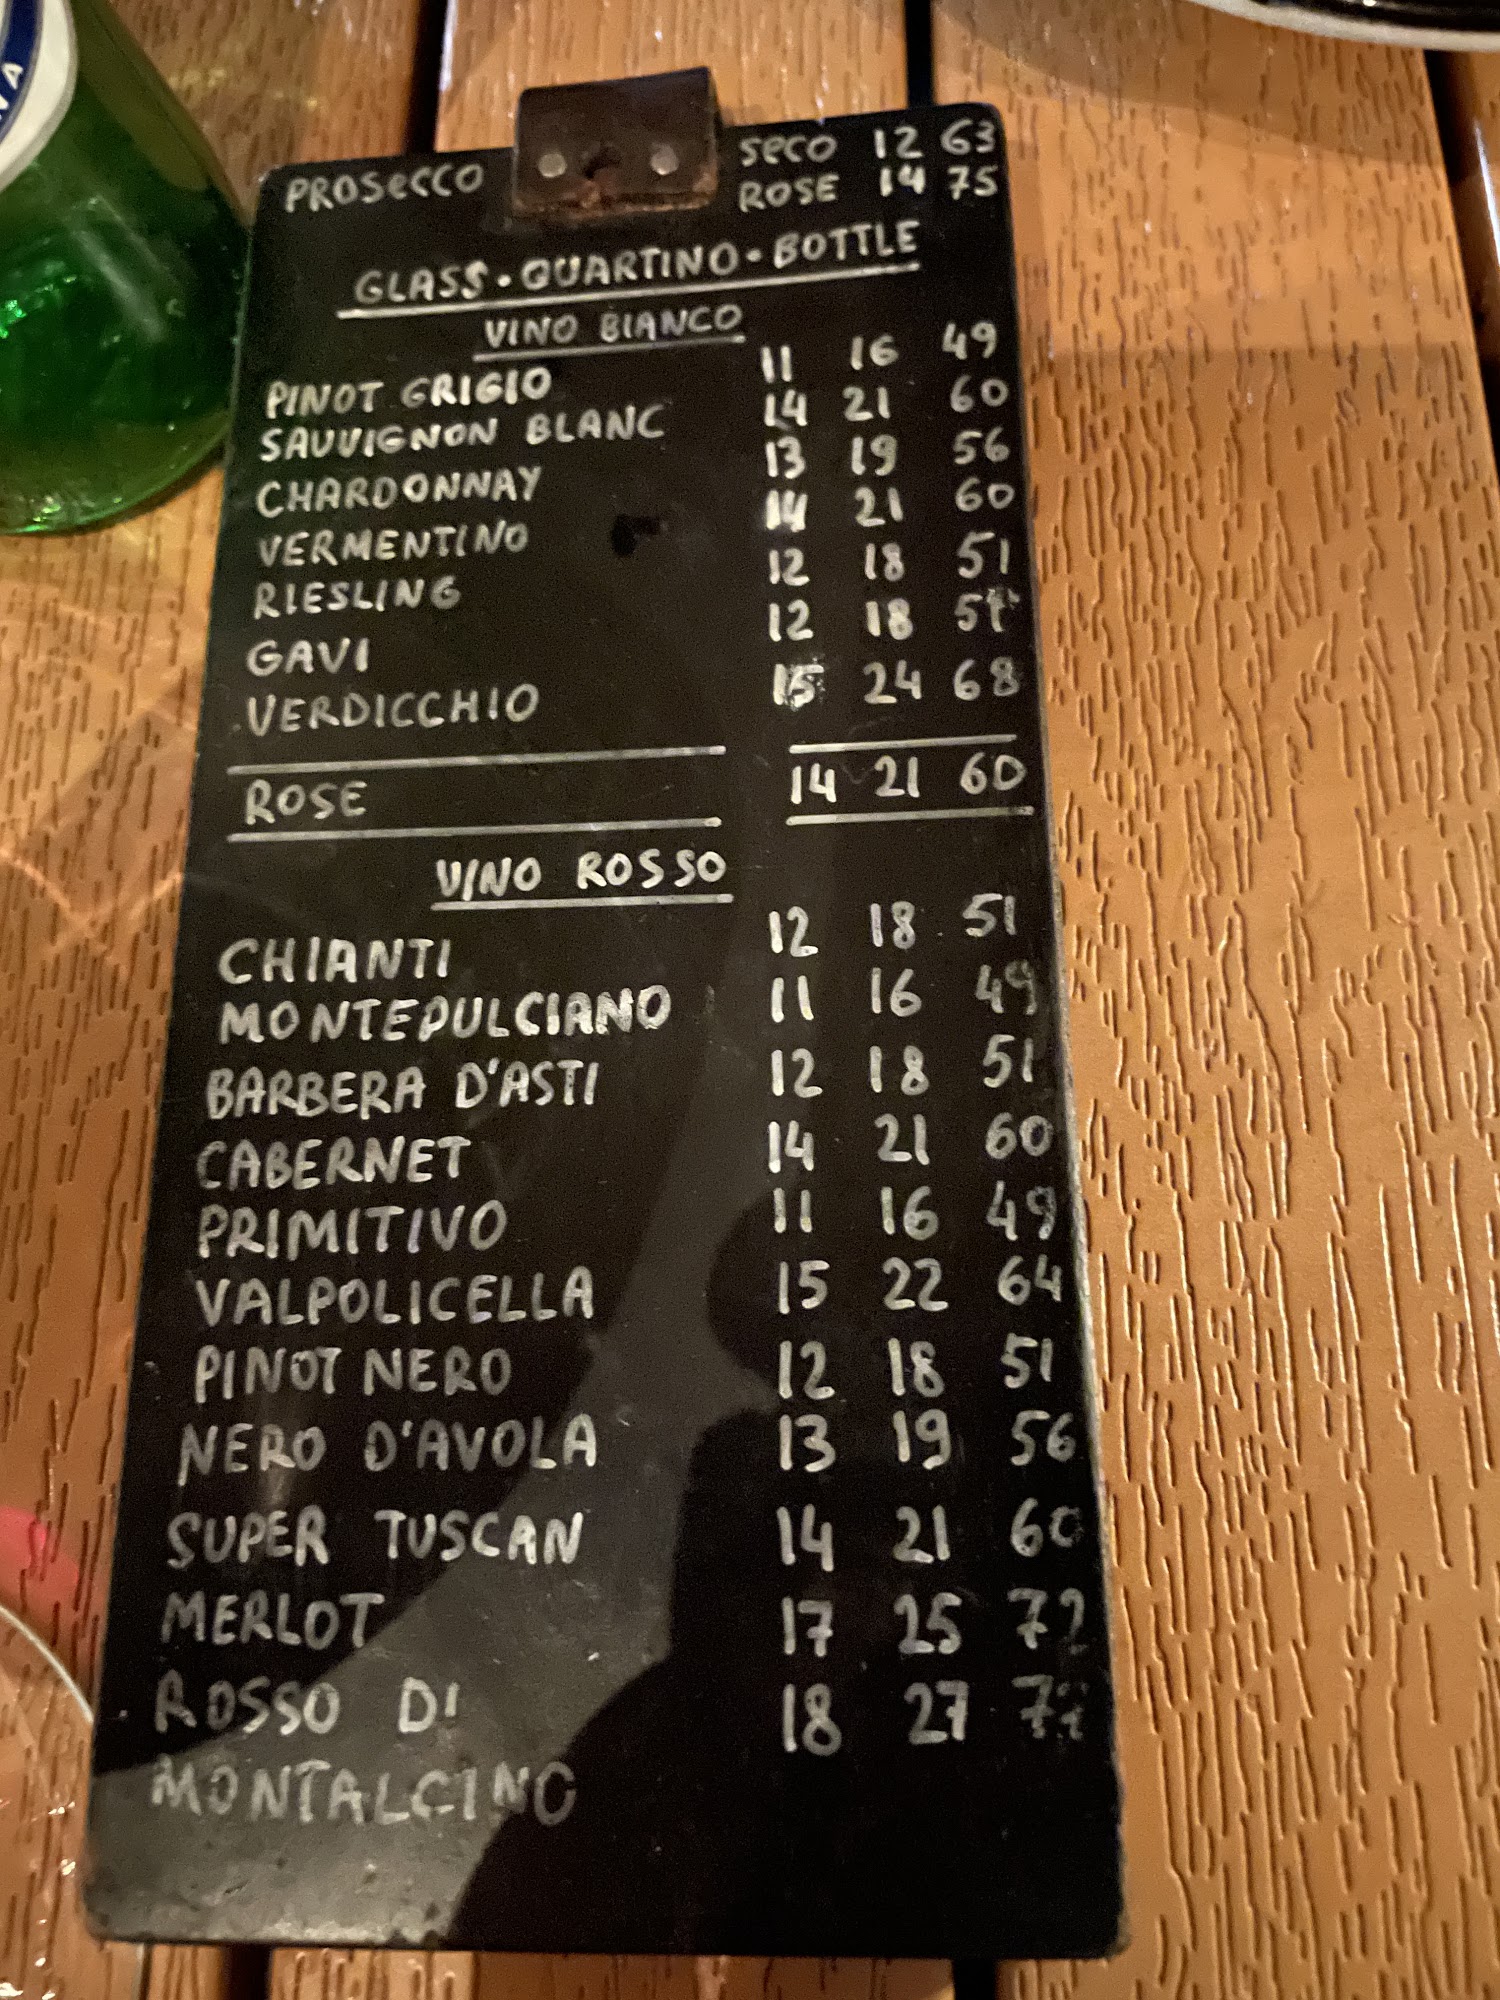 NA
PROSeCCO SeCO 12 63
ROSE 14 75
GLASS · QUARTINO · BOTTLE
VINO BIANCO
PINOT GRIGIO 11 16 49
SAUVIGNON BLANC 14 21 60
CHARDONNAY 13 19 56
VERMENTINO 14 21 60
RIESLING 12 18 51
GAVI 12 18 51
VERDICCHIO 15 24 68
ROSE 14 21 60
VINO ROSSO
CHIANTI 12 18 51
MONTEPULCIANO 11 16 49
BARBERA D'ASTI 12 18 51
CABERNET 14 21 60
PRIMITIVO 11 16 49
VALPOLICELLA 15 22 64
PINOT NERO 12 18 51
NERO D'AVOLA 13 19 56
SUPER TUSCAN 14 21 60
MERLOT 17 25 72
ROSSO DI 18 27
MONTALCINO